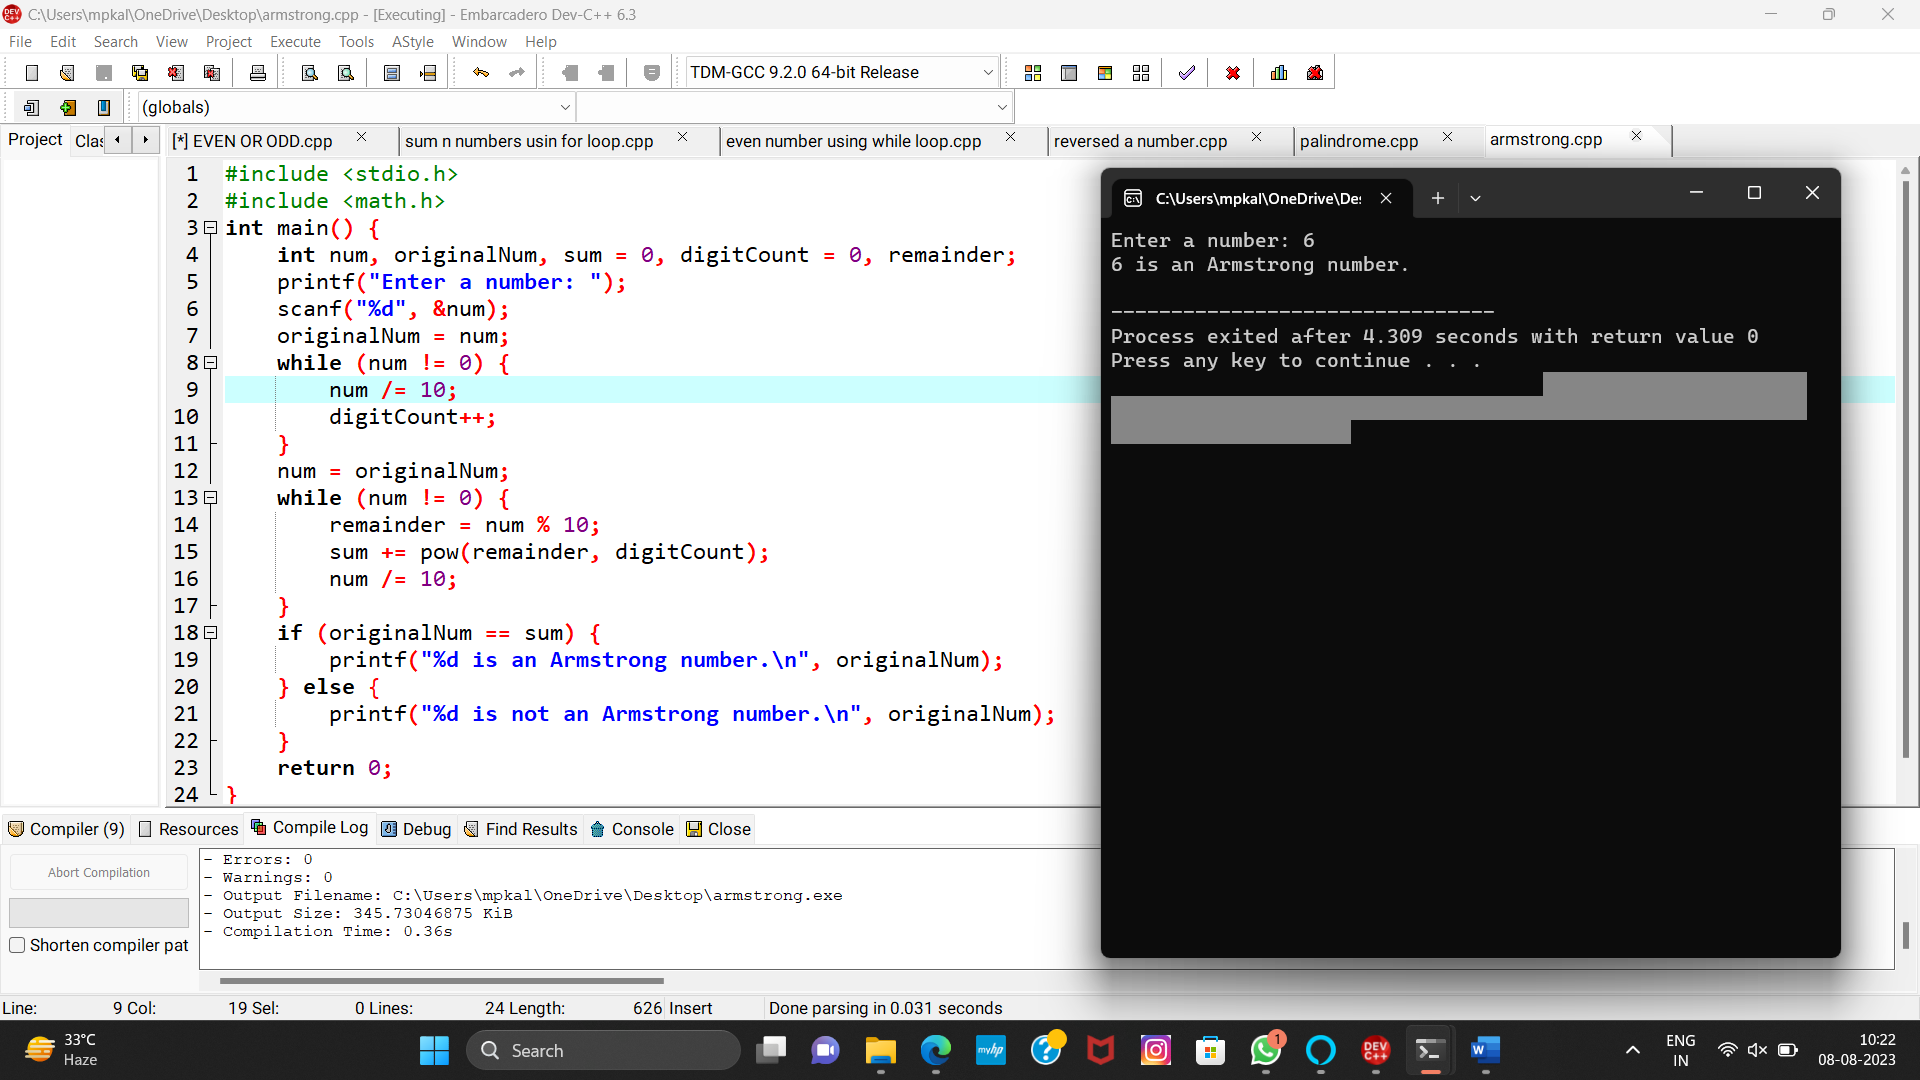 C:\Users\mpkal\OneDrive\Desktop\armstrong.cpp - [Executing] - Embarcadero Dev-C++ 6.3
File Edit Search View Project Execute Tools AStyle Window Help
TDM-GCC 9.2.0 64-bit Release
(globals)
Project Clas
[*] EVEN OR ODD.cpp sum n numbers usin for loop.cpp even number using while loop.cpp reversed a number.cpp palindrome.cpp armstrong.cpp
1 #include <stdio.h>
2 #include <math.h>
3 int main() {
4 int num, originalNum, sum = 0, digitCount = 0, remainder;
5 printf("Enter a number: ");
6 scanf("%d", &num);
7 originalNum = num;
8 while (num != 0) {
9 num /= 10;
10 digitCount++;
11 }
12 num = originalNum;
13 while (num != 0) {
14 remainder = num % 10;
15 sum += pow(remainder, digitCount);
16 num /= 10;
17 }
18 if (originalNum == sum) {
19 printf("%d is an Armstrong number.\n", originalNum);
20 } else {
21 printf("%d is not an Armstrong number.\n", originalNum);
22 }
23 return 0;
24 }
C:\Users\mpkal\OneDrive\De:
Enter a number: 6
6 is an Armstrong number.
--------------------------------
Process exited after 4.309 seconds with return value 0
Press any key to continue . . .
Compiler (9) Resources Compile Log Debug Find Results Console Close
Abort Compilation
Shorten compiler pat
- Errors: 0
- Warnings: 0
- Output Filename: C:\Users\mpkal\OneDrive\Desktop\armstrong.exe
- Output Size: 345.73046875 KiB
- Compilation Time: 0.36s
Line: 9 Col: 19 Sel: 0 Lines: 24 Length: 626 Insert Done parsing in 0.031 seconds
33°C
Haze
Search
myhp
1
DEV
C++
W
ENG
IN
10:22
08-08-2023